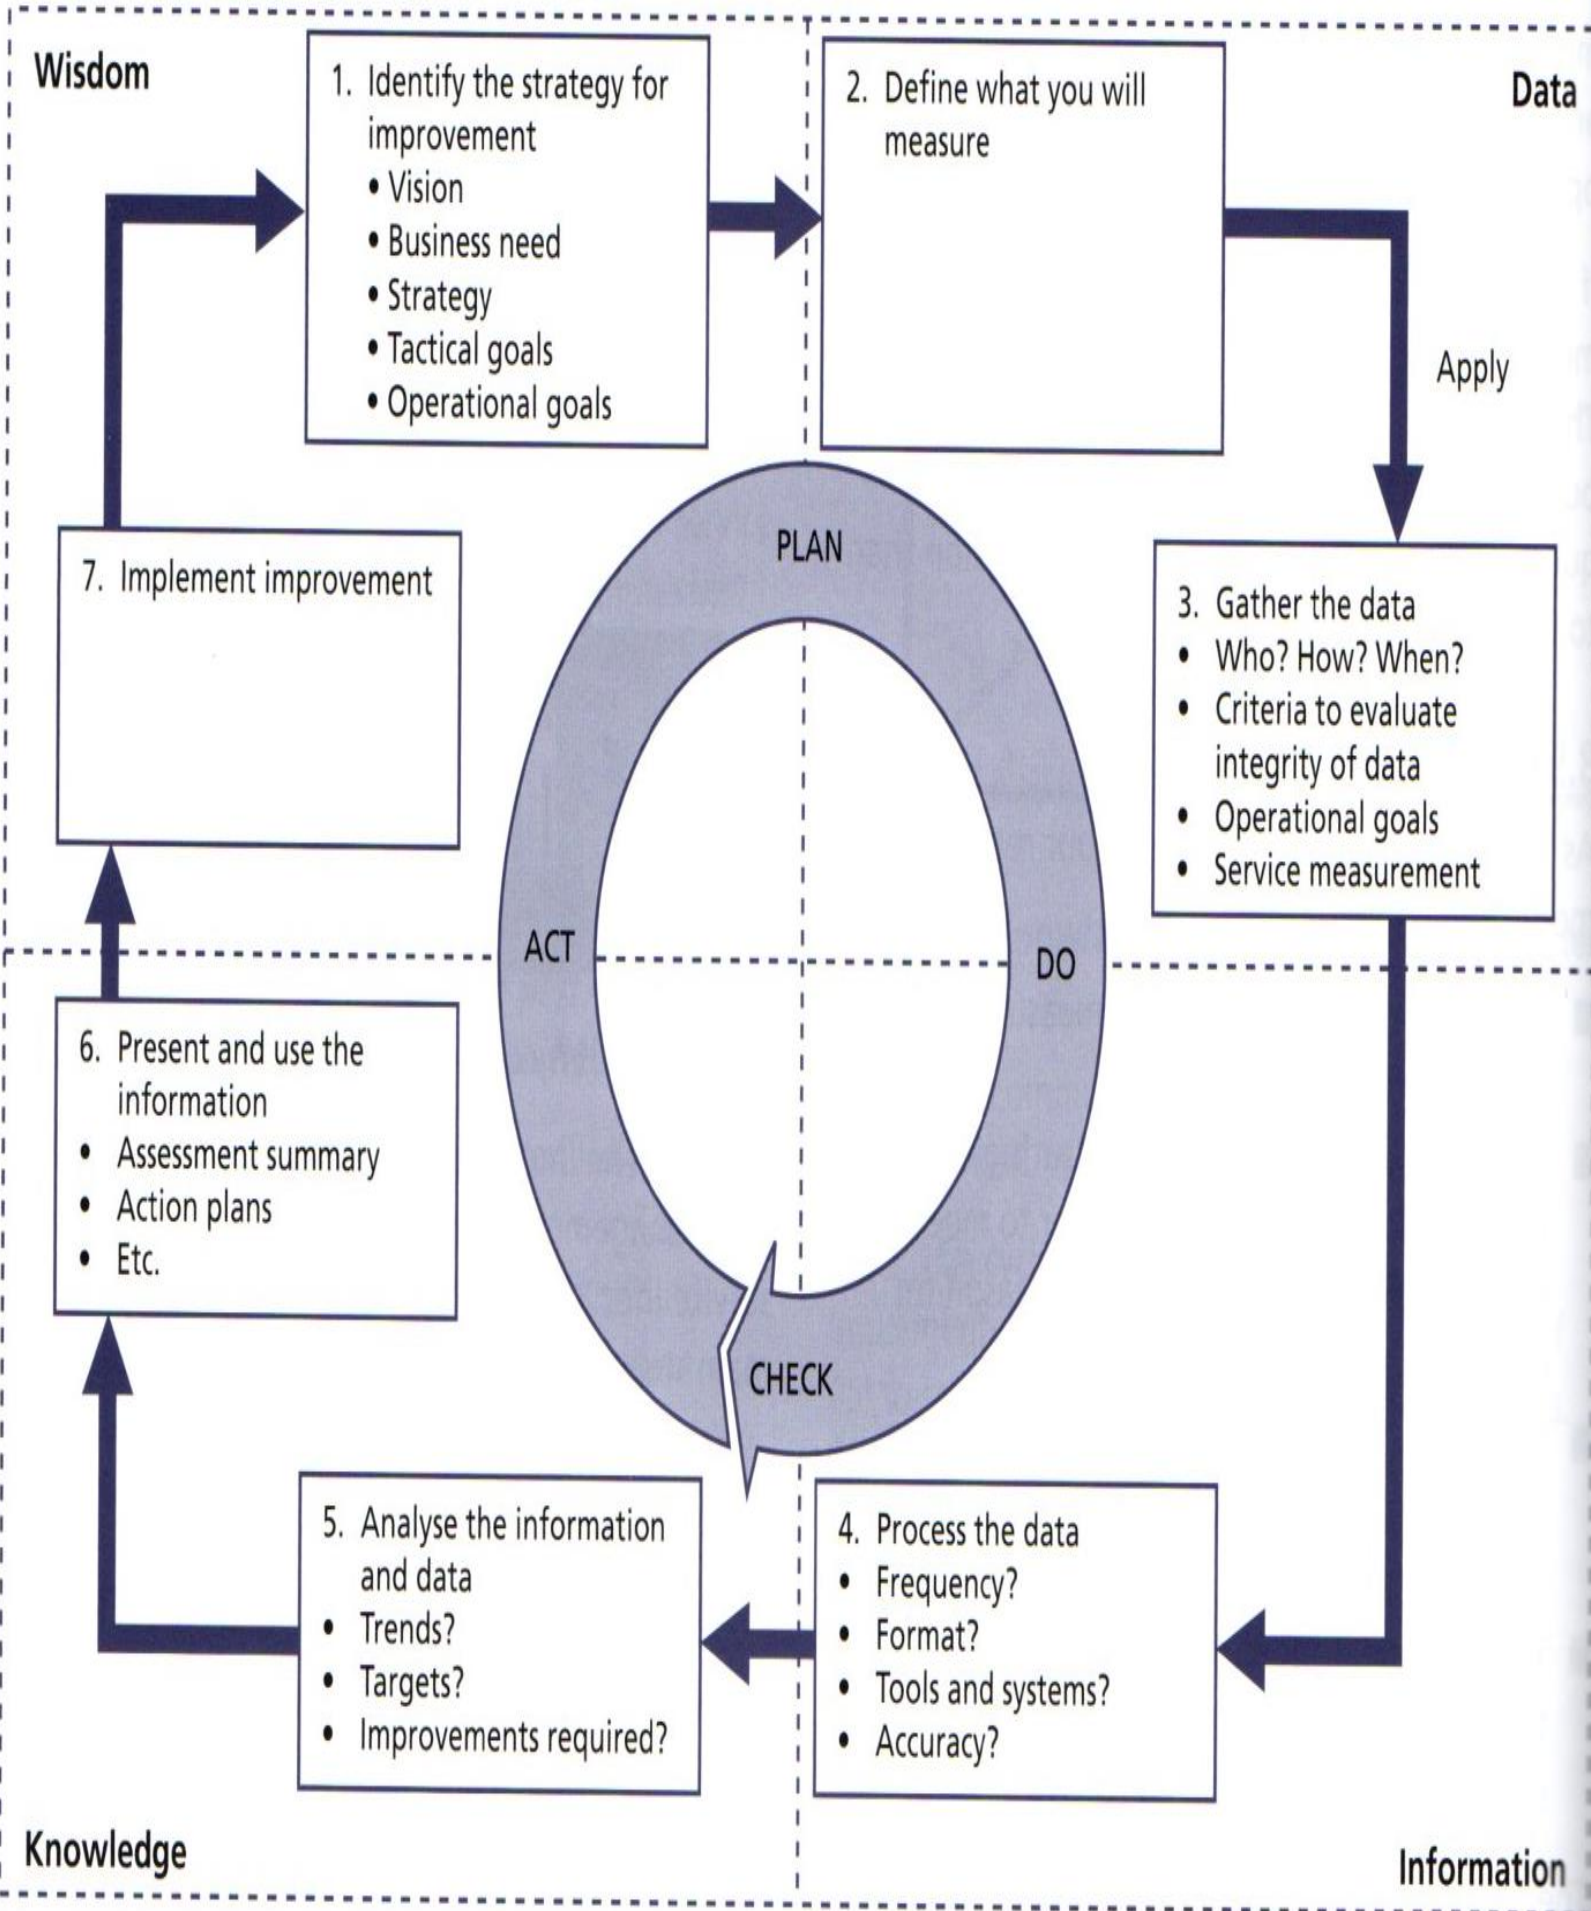 Wisdom
1. Identify the strategy for
improvement
• Vision
• Business need
• Strategy
• Tactical goals
• Operational goals
2. Define what you will
measure
Data
Apply
3. Gather the data
• Who? How? When?
• Criteria to evaluate
integrity of data
• Operational goals
• Service measurement
4. Process the data
• Frequency?
• Format?
• Tools and systems?
• Accuracy?
5. Analyse the information
and data
• Trends?
• Targets?
• Improvements required?
6. Present and use the
information
• Assessment summary
• Action plans
• Etc.
7. Implement improvement
PLAN
DO
CHECK
ACT
Knowledge
Information